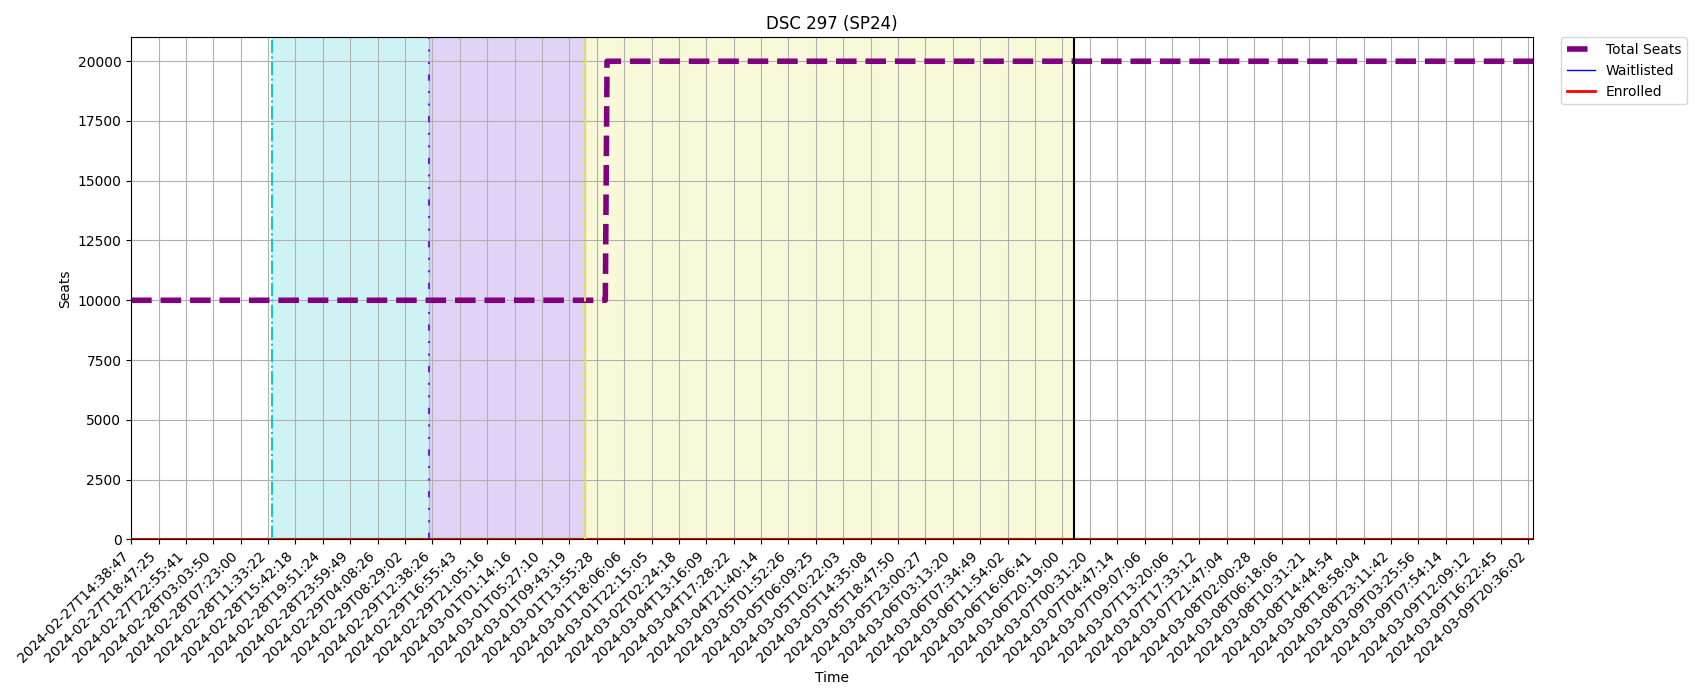 DSC 297 (SP24)
Total Seats
Waitlisted
Enrolled
Seats
20000
17500
15000
12500
10000
7500
5000
2500
0
2024-02-27T14:38:47
2024-02-27T18:47:25
2024-02-27T22:55:41
2024-02-28T03:03:50
2024-02-28T07:23:00
2024-02-28T11:33:22
2024-02-28T15:42:18
2024-02-28T19:51:24
2024-02-28T23:59:49
2024-02-29T04:08:26
2024-02-29T08:29:02
2024-02-29T12:38:26
2024-02-29T16:55:43
2024-02-29T21:05:16
2024-03-01T01:14:16
2024-03-01T05:27:10
2024-03-01T09:43:19
2024-03-01T13:55:28
2024-03-01T18:06:06
2024-03-01T22:15:05
2024-03-02T02:24:18
2024-03-04T13:16:09
2024-03-04T17:28:22
2024-03-04T21:40:14
2024-03-05T01:52:26
2024-03-05T06:09:25
2024-03-05T10:22:03
2024-03-05T14:35:08
2024-03-05T18:47:50
2024-03-05T23:00:27
2024-03-06T03:13:20
2024-03-06T07:34:49
2024-03-06T11:54:02
2024-03-06T16:06:41
2024-03-06T20:19:00
2024-03-07T00:31:20
2024-03-07T04:47:14
2024-03-07T09:07:06
2024-03-07T13:20:06
2024-03-07T17:33:12
2024-03-07T21:47:04
2024-03-08T02:00:28
2024-03-08T06:18:06
2024-03-08T10:31:21
2024-03-08T14:44:54
2024-03-08T18:58:04
2024-03-08T23:11:42
2024-03-09T03:25:56
2024-03-09T07:54:14
2024-03-09T12:09:12
2024-03-09T16:22:45
2024-03-09T20:36:02
Time